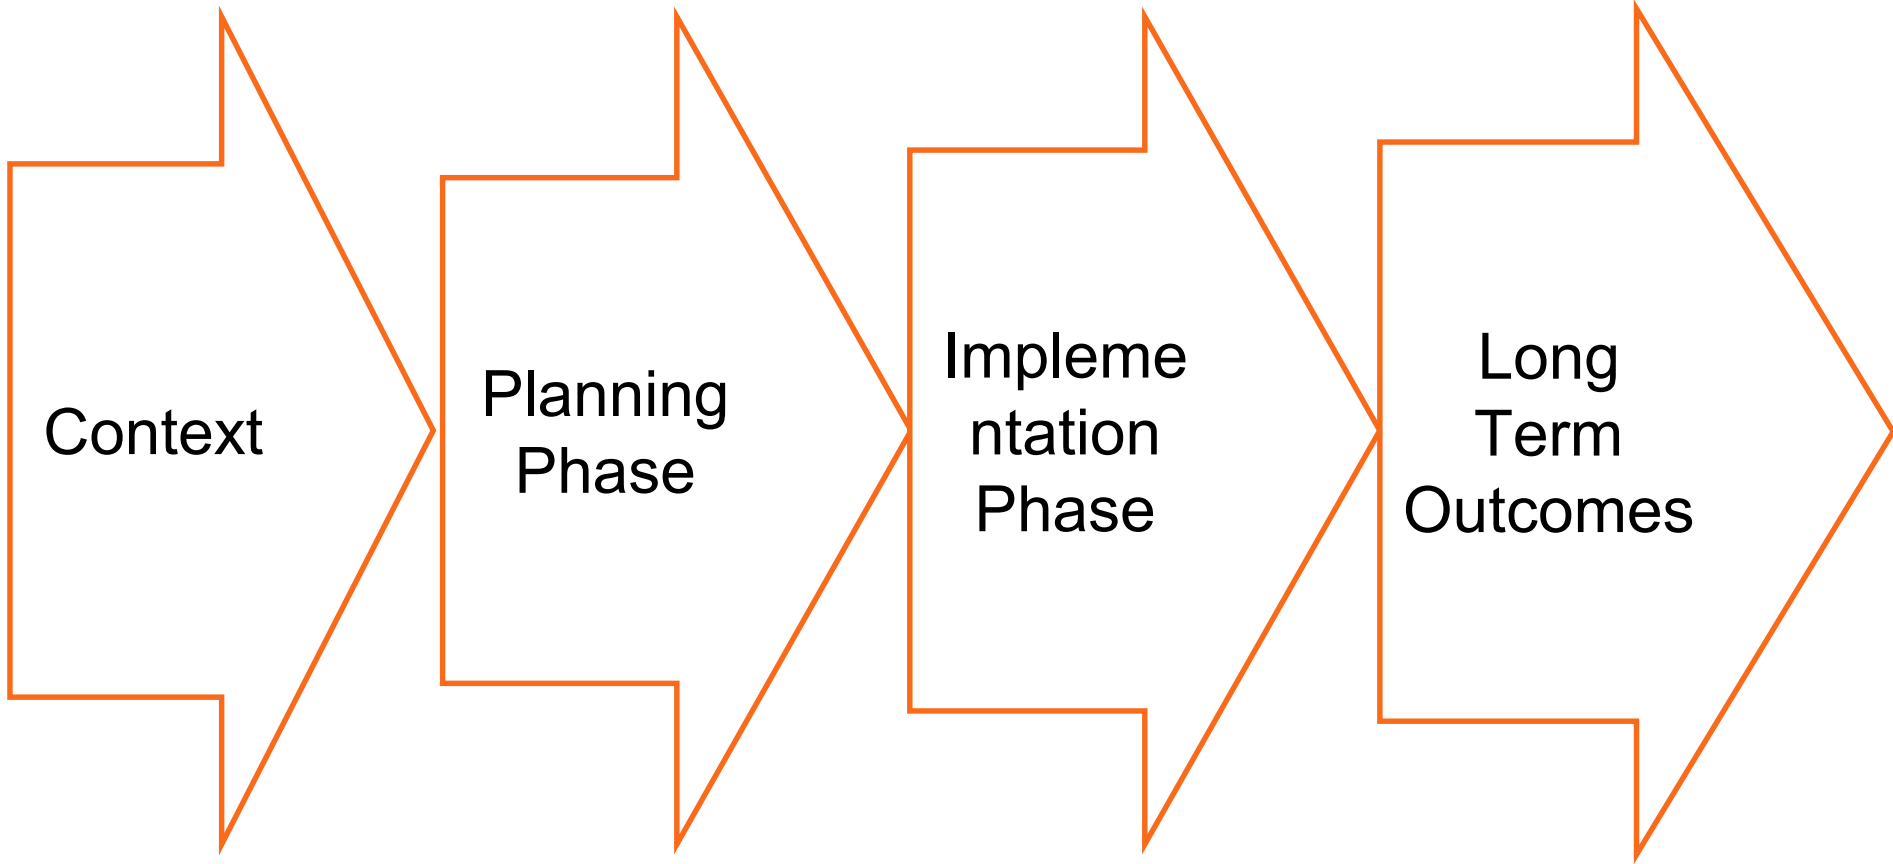 Context
Planning
Phase
Impleme
ntation
Phase
Long
Term
Outcomes